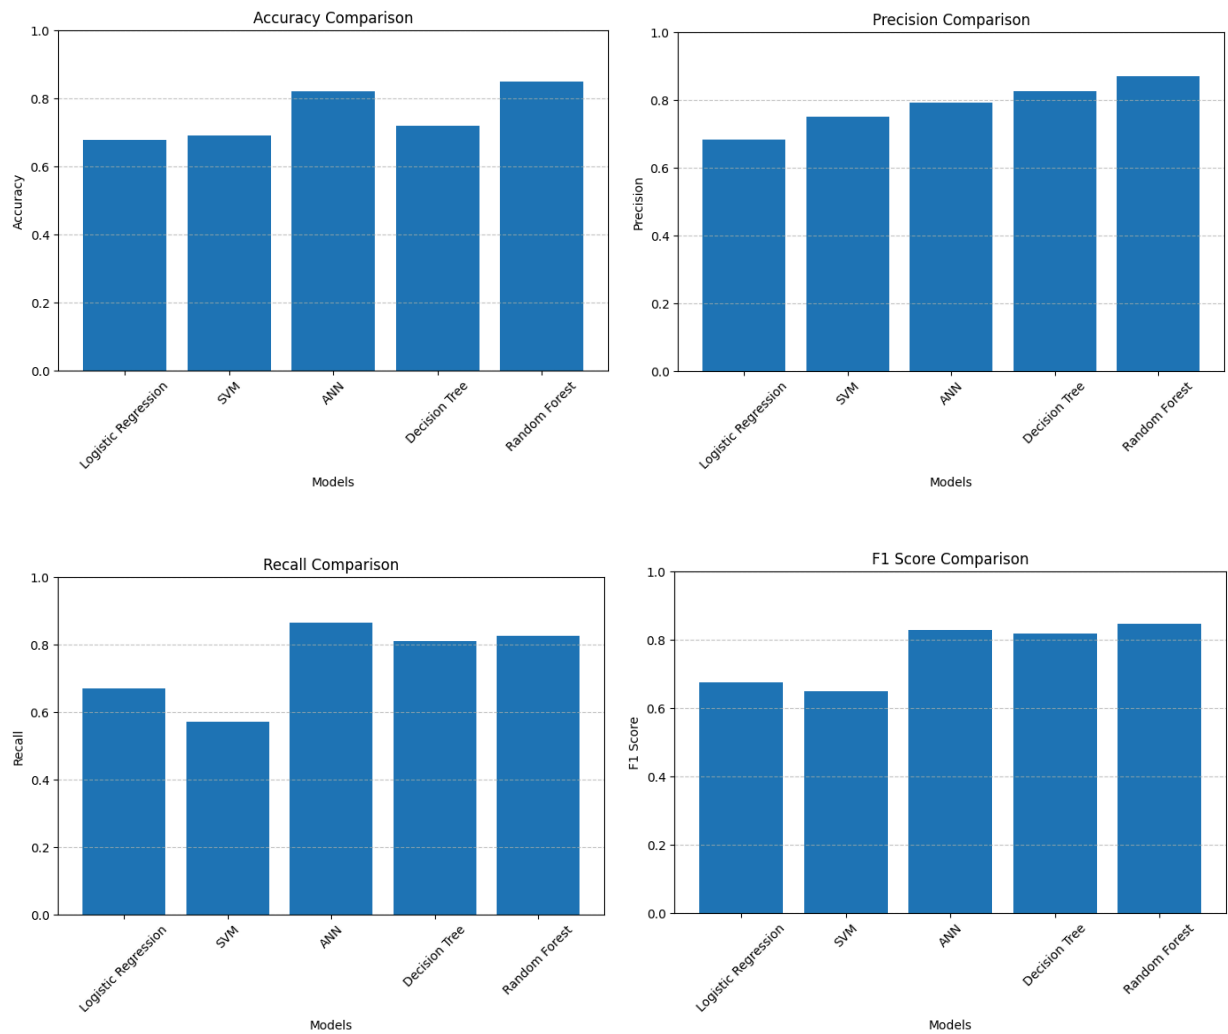 Accuracy Comparison
1.0
0.8
0.6
0.4
0.2
0.0
Accuracy
Logistic Regression
SVM
ANN
Decision Tree
Random Forest
Models
Precision Comparison
1.0
0.8
0.6
0.4
0.2
0.0
Precision
Logistic Regression
SVM
ANN
Decision Tree
Random Forest
Models
Recall Comparison
1.0
0.8
0.6
0.4
0.2
0.0
Recall
Logistic Regression
SVM
ANN
Decision Tree
Random Forest
Models
F1 Score Comparison
1.0
0.8
0.6
0.4
0.2
0.0
F1 Score
Logistic Regression
SVM
ANN
Decision Tree
Random Forest
Models